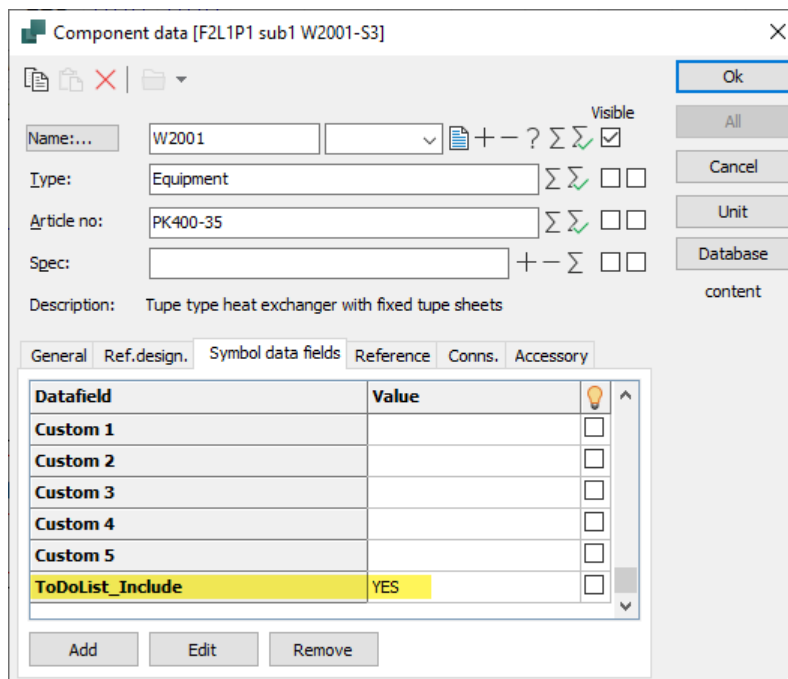 Component data [F2L1P1 sub1 W2001-S3]
Ok
Visible
All
Name:... W2001
Cancel
Type: Equipment
Article no: PK400-35
Unit
Spec:
Database
content
Description: Tupe type heat exchanger with fixed tupe sheets
General Ref.design. Symbol data fields Reference Conns. Accessory
Datafield Value
Custom 1
Custom 2
Custom 3
Custom 4
Custom 5
ToDoList_Include YES
Add Edit Remove